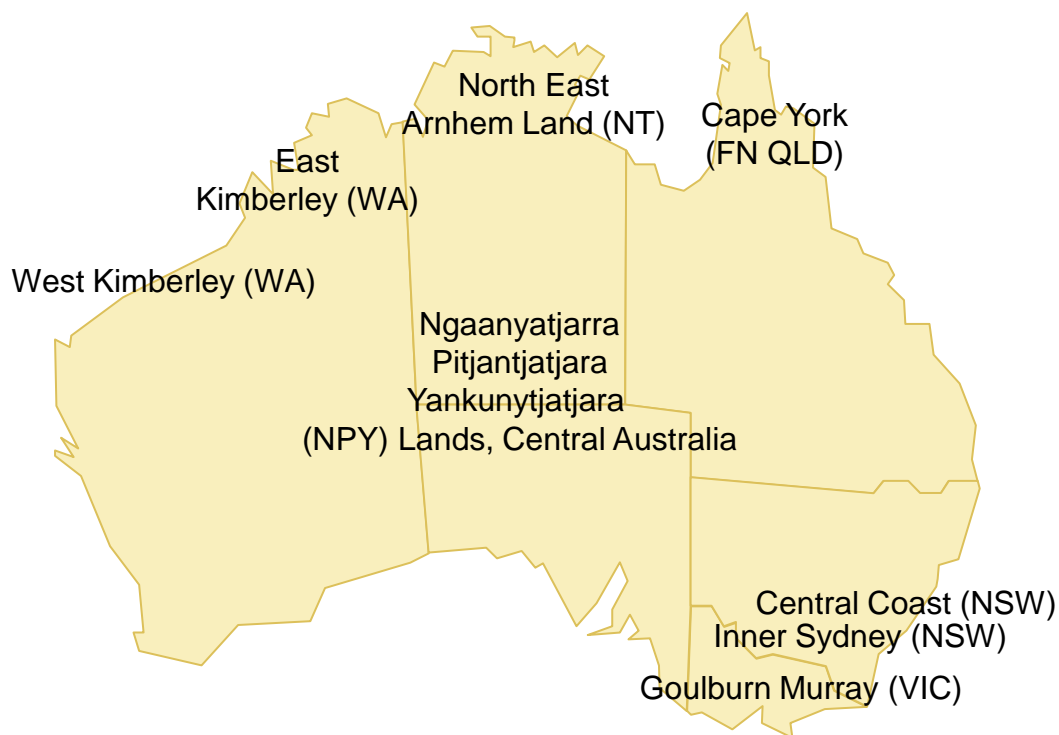 North East
Arnhem Land (NT)
Cape York
(FN QLD)
East
Kimberley (WA)
West Kimberley (WA)
Ngaanyatjarra
Pitjantjatjara
Yankunytjatjara
(NPY) Lands, Central Australia
Central Coast (NSW)
Inner Sydney (NSW)
Goulburn Murray (VIC)